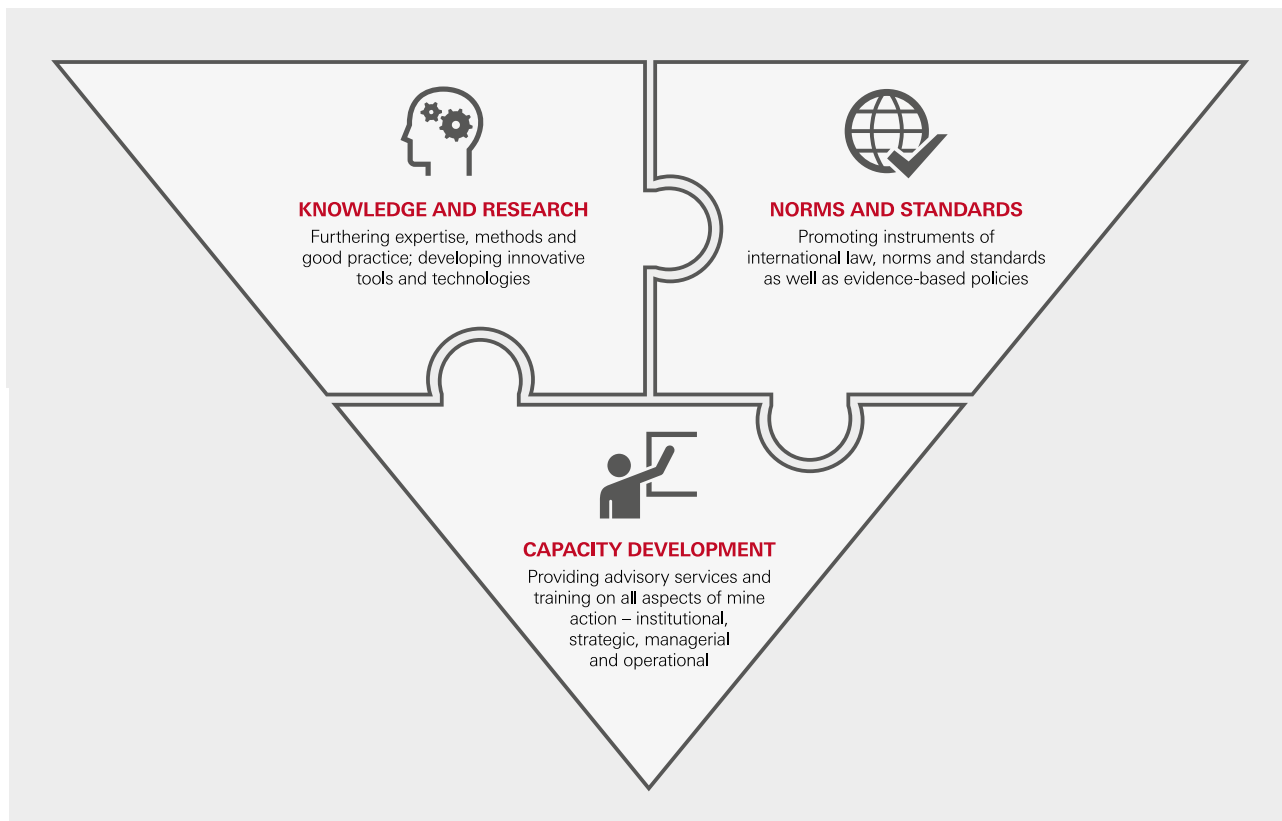 KNOWLEDGE AND RESEARCH
Furthering expertise, methods and
good practice; developing innovative
tools and technologies
NORMS AND STANDARDS
Promoting instruments of
international law, norms and standards
as well as evidence-based policies
CAPACITY DEVELOPMENT
Providing advisory services and
training on all aspects of mine
action – institutional,
strategic, managerial
and operational